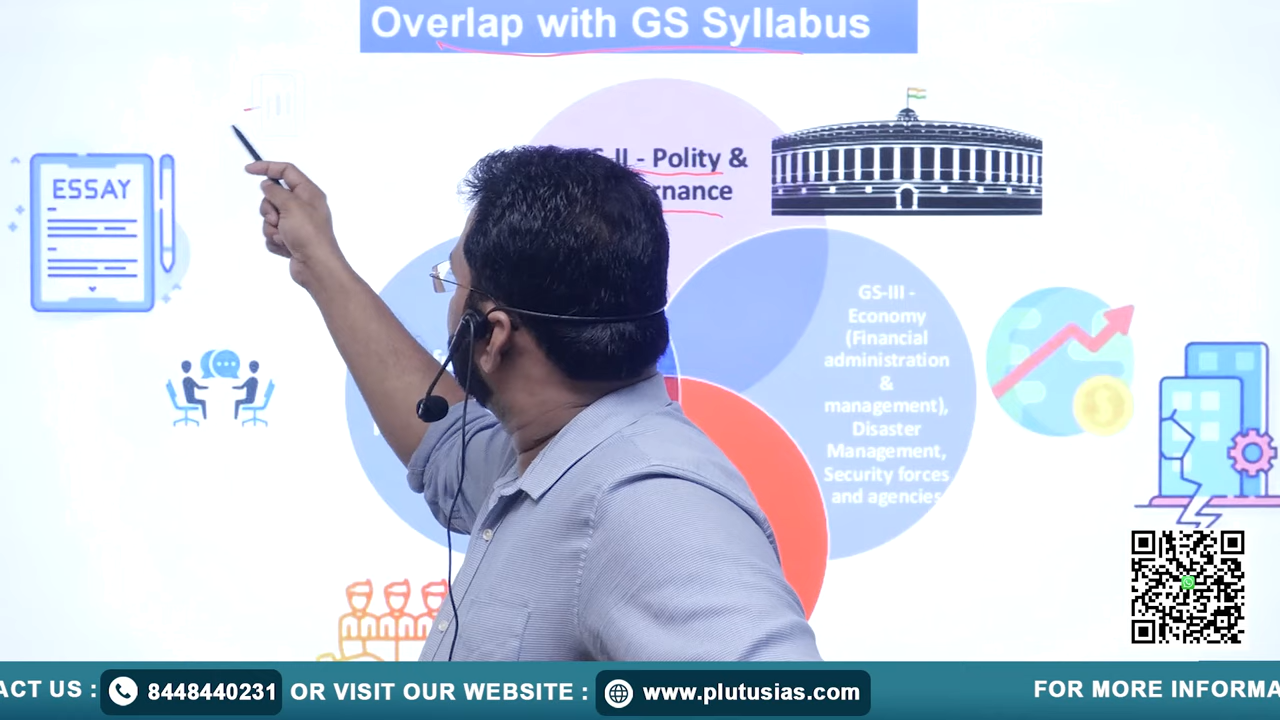 Overlap with GS Syllabus
II - Polity &
ESSAY
GS-III -
Economy
(Financial
administration
&
management),
Disaster
Management,
Security forces
and agencies
ACT US :
8448440231
OR VISIT OUR WEBSITE :
www.plutusias.com
FOR MORE INFORMA